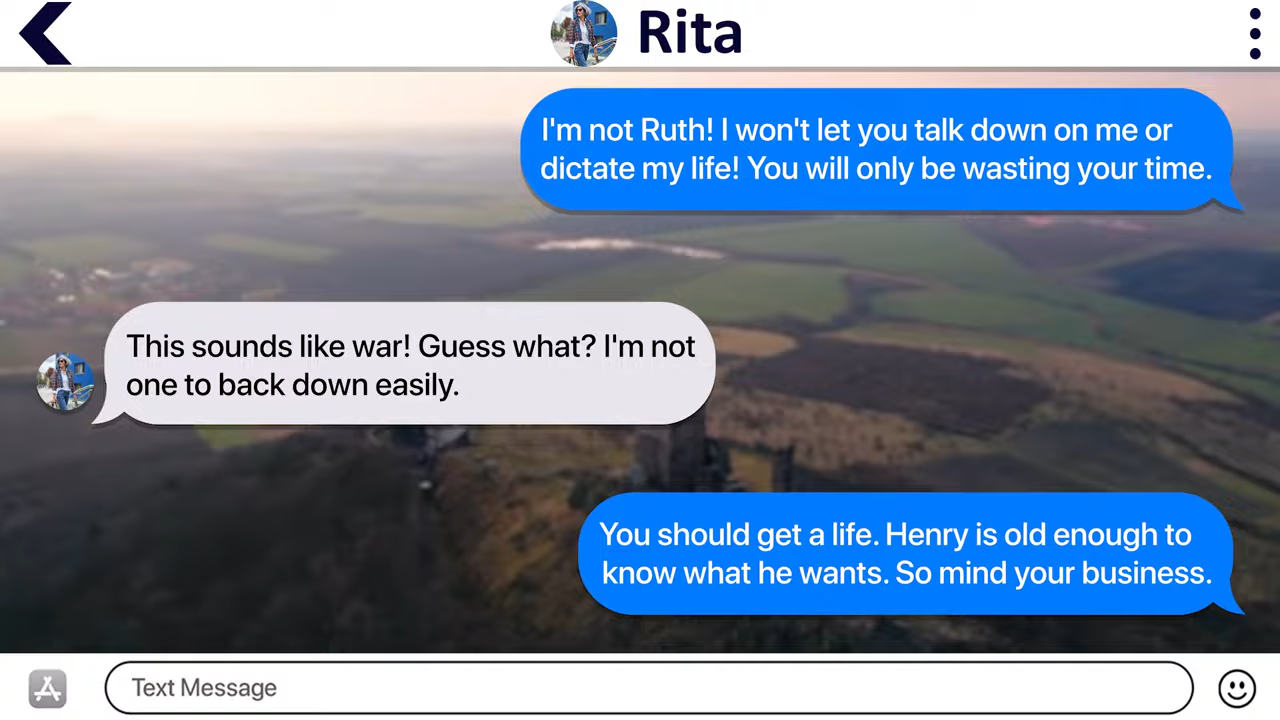 Rita
I'm not Ruth! I won't let you talk down on me or
dictate my life! You will only be wasting your time.
This sounds like war! Guess what? I'm not
one to back down easily.
You should get a life. Henry is old enough to
know what he wants. So mind your business.
Text Message